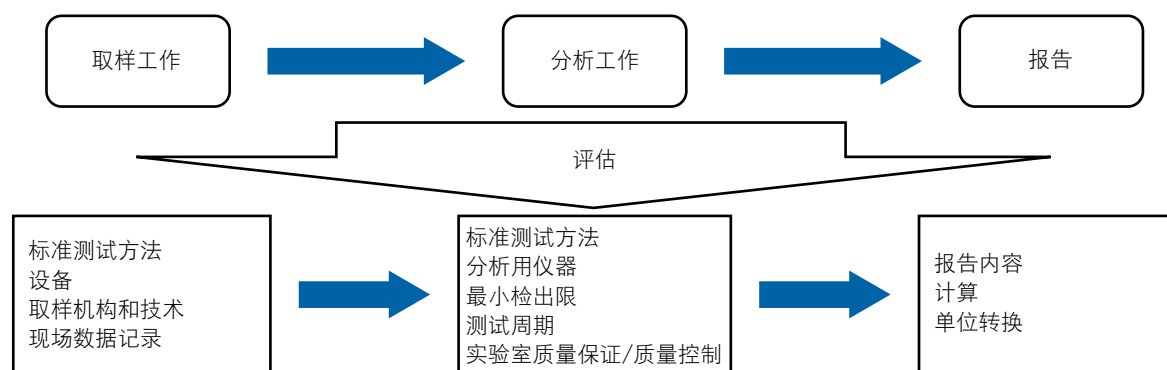 取样工作
分析工作
报告
评估
标准测试方法
设备
取样机构和技术
现场数据记录
标准测试方法
分析用仪器
最小检出限
测试周期
实验室质量保证/质量控制
报告内容
计算
单位转换